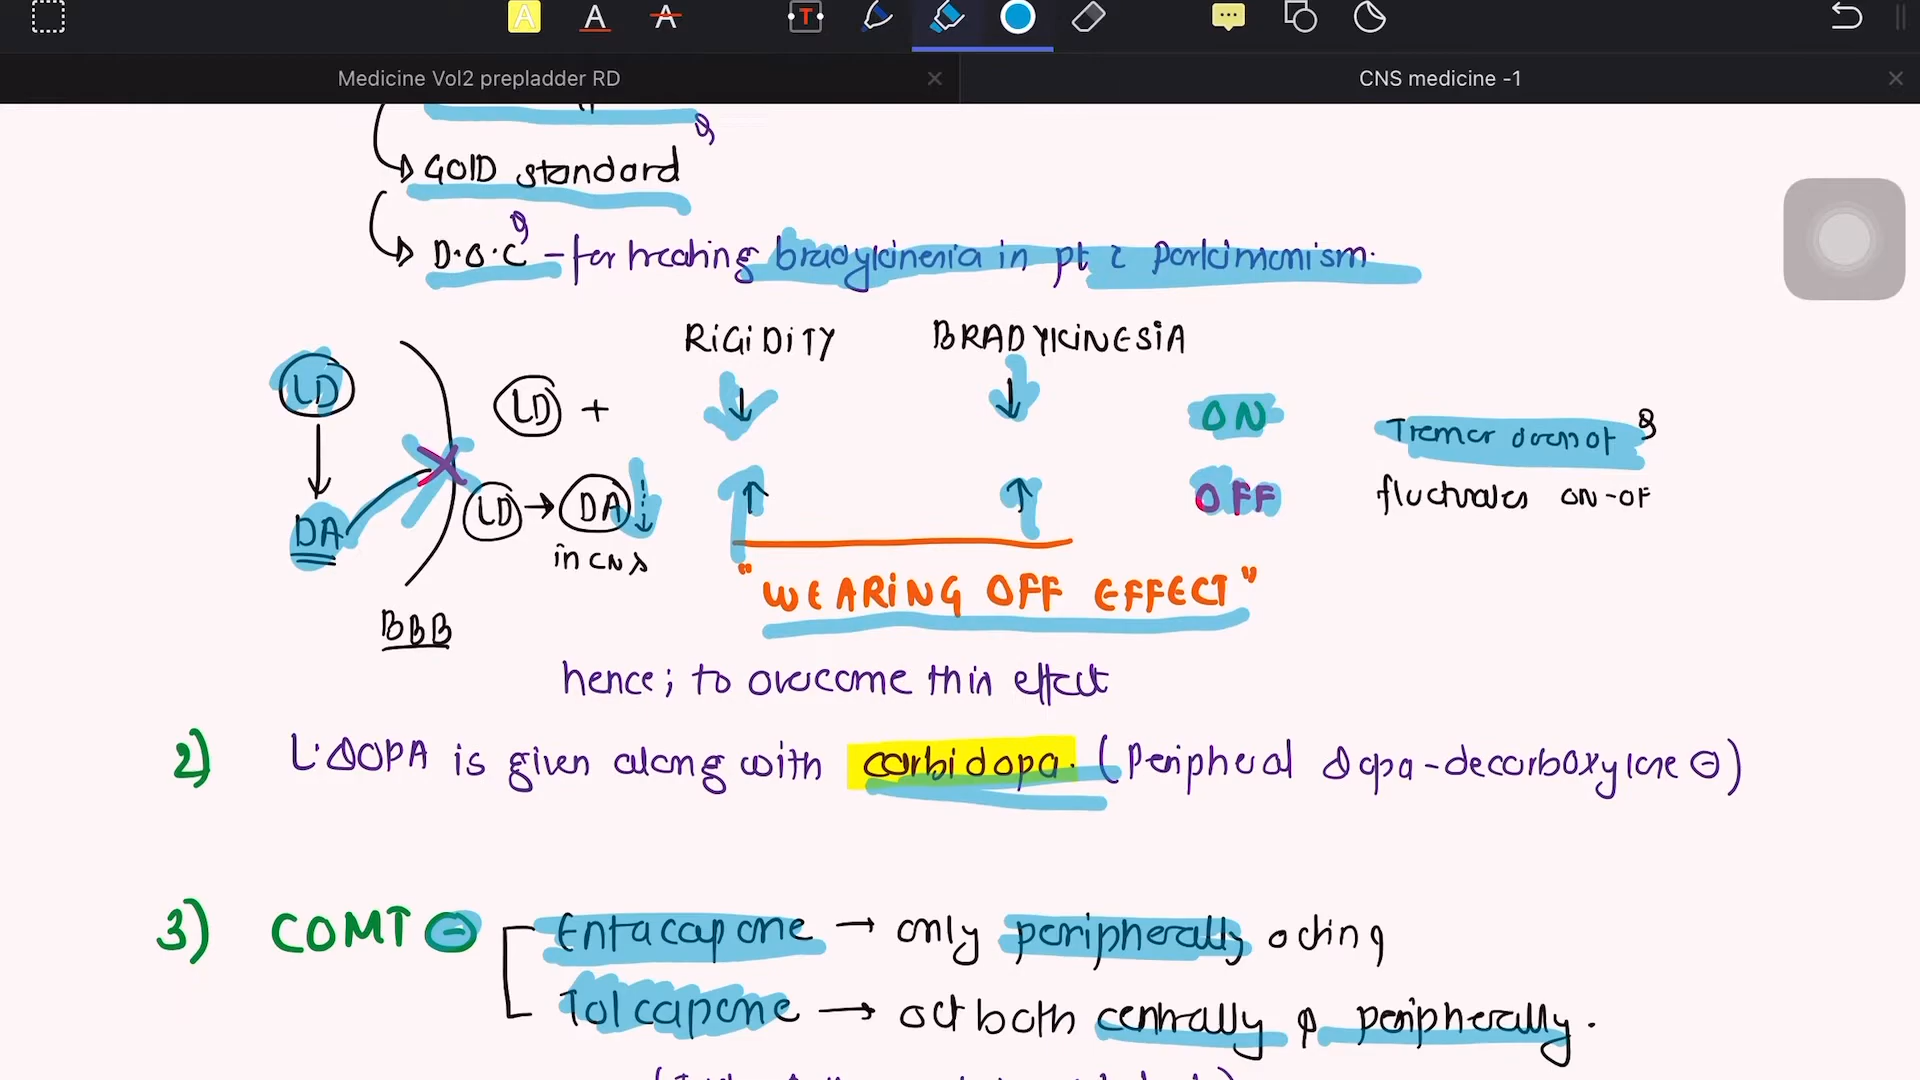 Medicine Vol2 prepladder RD
CNS medicine -1
GOLD standard
D.O.C - for treating bradykinesia in pt c Parkinsonism.
RiGiDiTY BRADYKiNESiA
LD
LD +
ON
Tremor doesnot
DA
LD → DA
OFF
fluctuates ON-OF
in CNS
"WEARiNG OFF EFFECT"
BBB
hence; to overcome this effect
2) L.DOPA is given along with carbidopa. (Peripheral Dopa-decarboxylase ⊖)
3) COMT ⊖
Entacapone → only peripherally acting
Tolcapone → act both centrally & peripherally.